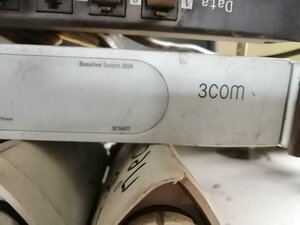 Data
Baseline Switch 2024
3COM
Power
3C16471